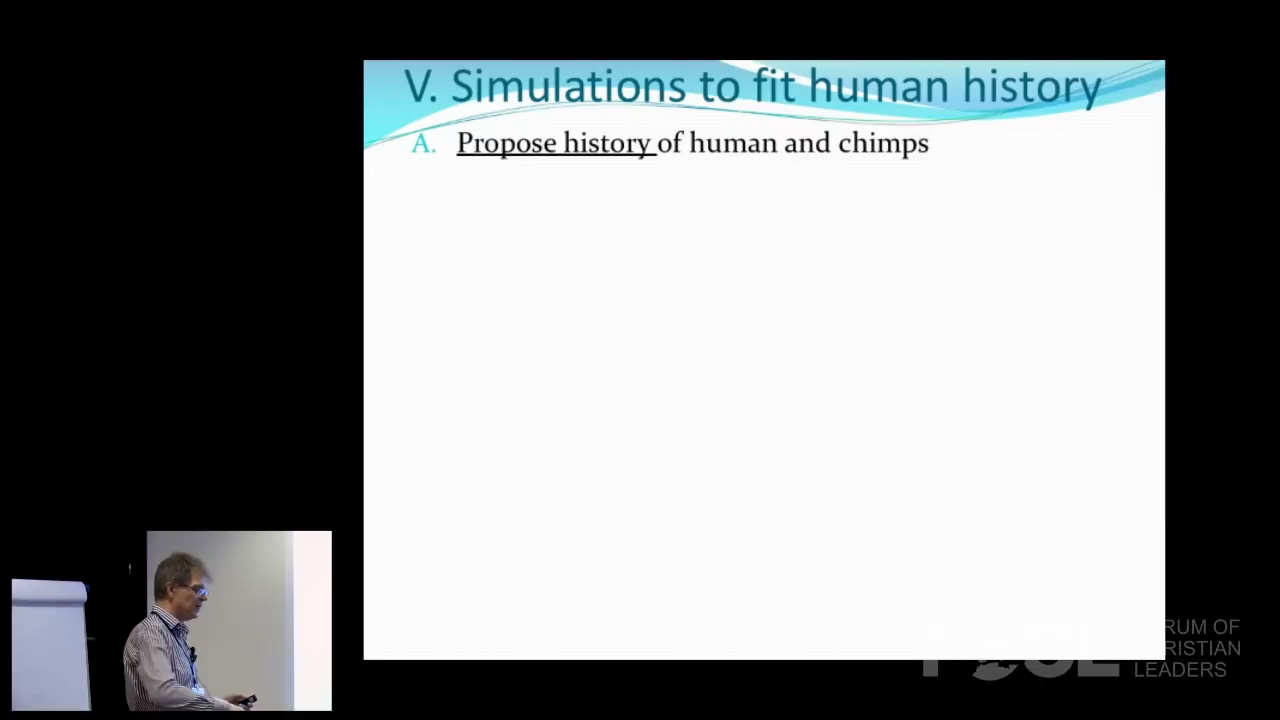 V. Simulations to fit human history
A. Propose history of human and chimps
RUM OF
RISTIAN
LEADERS